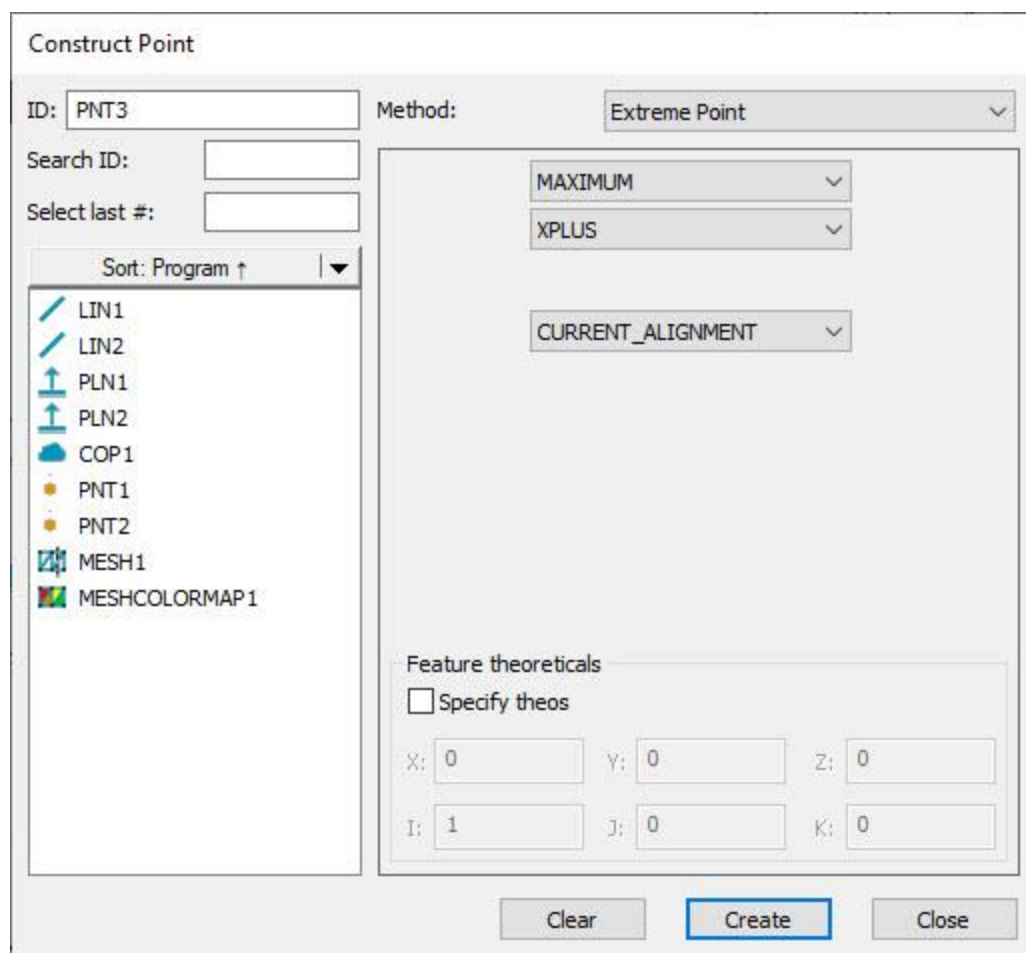 Construct Point
ID: PNT3
Method: Extreme Point
Search ID:
Select last #:
Sort: Program ↑
LIN1
LIN2
PLN1
PLN2
COP1
PNT1
PNT2
MESH1
MESHCOLORMAP1
MAXIMUM
XPLUS
CURRENT_ALIGNMENT
Feature theoreticals
Specify theos
X: 0 Y: 0 Z: 0
I: 1 J: 0 K: 0
Clear Create Close